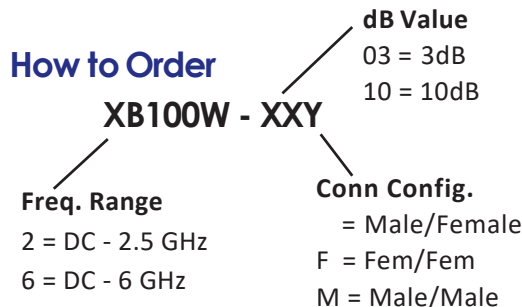 How to Order
XB100W - XXY
dB Value
03 = 3dB
10 = 10dB
Freq. Range
2 = DC - 2.5 GHz
6 = DC - 6 GHz
Conn Config.
= Male/Female
F = Fem/Fem
M = Male/Male